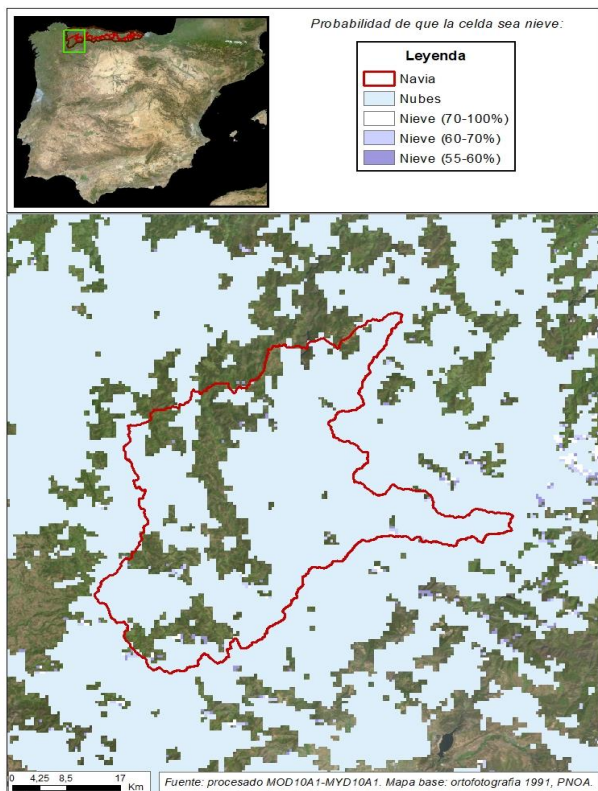 Probabilidad de que la celda sea nieve:
Leyenda
Navia
Nubes
Nieve (70-100%)
Nieve (60-70%)
Nieve (55-60%)
0 4,25 8,5 17
Km
Fuente: procesado MOD10A1-MYD10A1. Mapa base: ortofotografia 1991, PNOA.